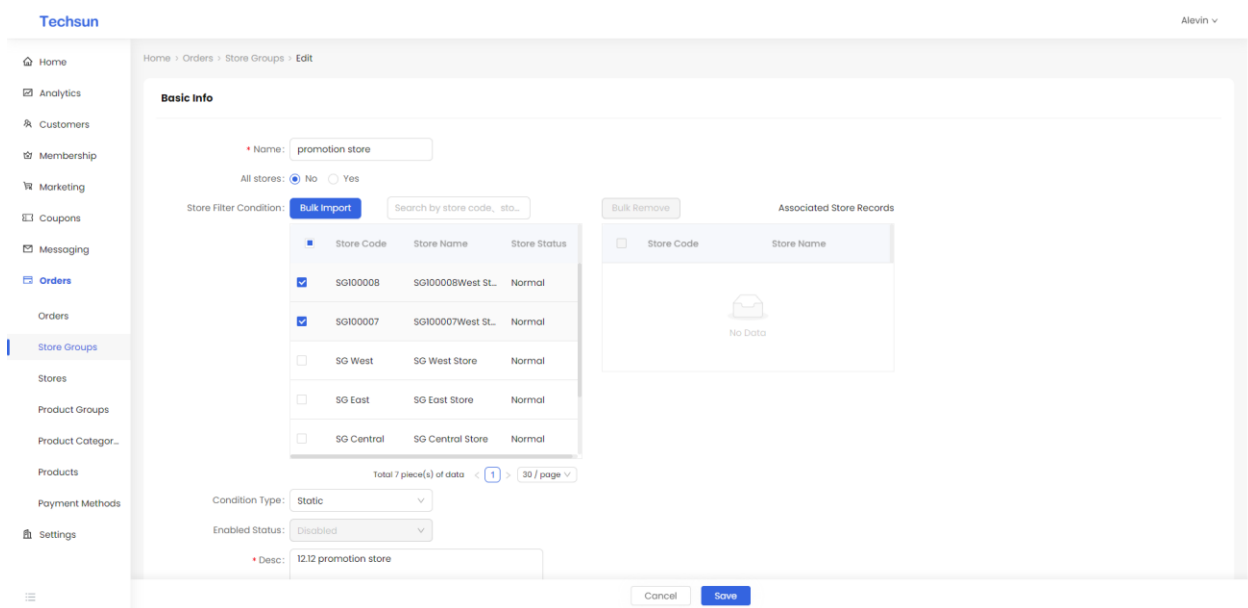 Techsun
Alevin
Home
Analytics
Customers
Membership
Marketing
Coupons
Messaging
Orders
Orders
Store Groups
Stores
Product Groups
Product Categor...
Products
Payment Methods
Settings
Home > Orders > Store Groups > Edit
Basic Info
* Name: promotion store
All stores: No Yes
Store Filter Condition: Bulk Import Search by store code, sto... Bulk Remove Associated Store Records
Store Code Store Name Store Status Store Code Store Name
SG100008 SG100008West St... Normal
SG100007 SG100007West St... Normal
No Data
SG West SG West Store Normal
SG East SG East Store Normal
SG Central SG Central Store Normal
Total 7 piece(s) of data < 1 > 30 / page
Condition Type: Static
Enabled Status: Disabled
* Desc: 12.12 promotion store
Cancel Save